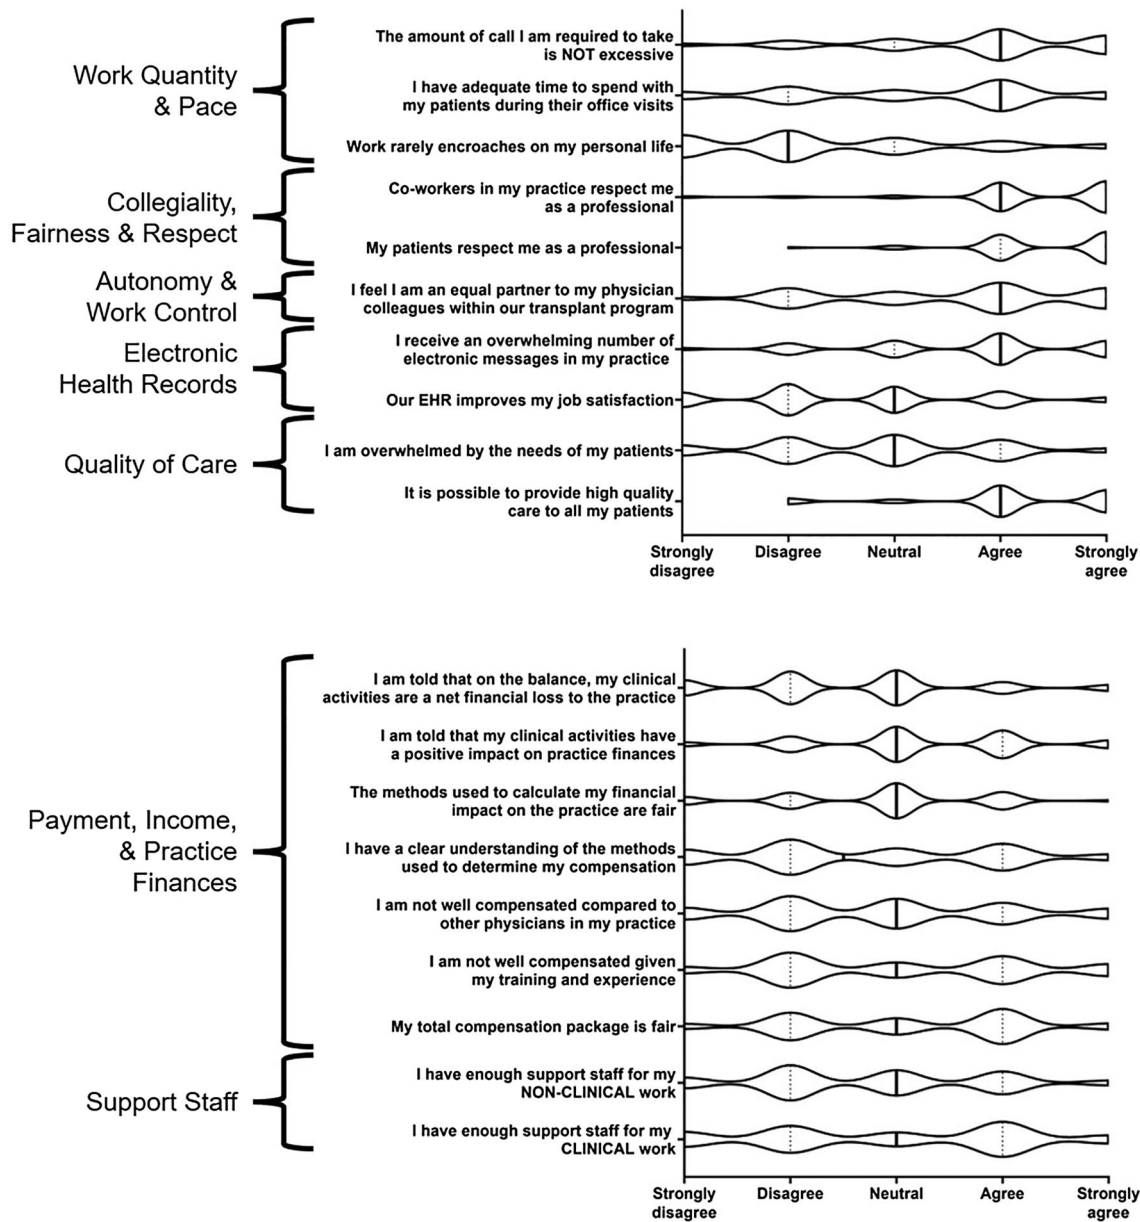 Work Quantity
& Pace
The amount of call I am required to take
is NOT excessive
I have adequate time to spend with
my patients during their office visits
Work rarely encroaches on my personal life
Collegiality,
Fairness & Respect
Co-workers in my practice respect me
as a professional
My patients respect me as a professional
Autonomy &
Work Control
I feel I am an equal partner to my physician
colleagues within our transplant program
Electronic
Health Records
I receive an overwhelming number of
electronic messages in my practice
Our EHR improves my job satisfaction
Quality of Care
I am overwhelmed by the needs of my patients
It is possible to provide high quality
care to all my patients
Strongly
disagree
Disagree
Neutral
Agree
Strongly
agree
Payment, Income,
& Practice
Finances
I am told that on the balance, my clinical
activities are a net financial loss to the practice
I am told that my clinical activities have
a positive impact on practice finances
The methods used to calculate my financial
impact on the practice are fair
I have a clear understanding of the methods
used to determine my compensation
I am not well compensated compared to
other physicians in my practice
I am not well compensated given
my training and experience
My total compensation package is fair
Support Staff
I have enough support staff for my
NON-CLINICAL work
I have enough support staff for my
CLINICAL work
Strongly
disagree
Disagree
Neutral
Agree
Strongly
agree